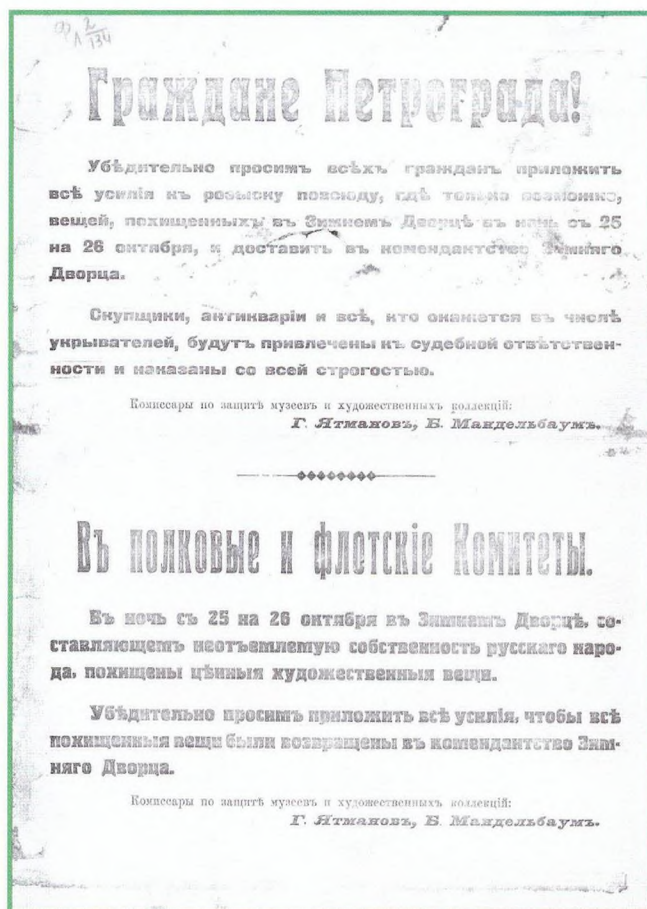 Ф Л 2/134
Граждане Петрограда!
Убѣдительно просимъ всѣхъ гражданъ приложить
всѣ усилія къ розыску повсюду, гдѣ только возможно,
вещей, похищенныхъ въ Зимнемъ Дворцѣ въ ночь съ 25
на 26 октября, и доставить въ комендантство Зимняго
Дворца.
Скупщики, антикваріи и всѣ, кто окажется въ числѣ
укрывателей, будутъ привлечены къ судебной отвѣтствен-
ности и наказаны со всей строгостью.
Комиссары по защитѣ музеевъ и художественныхъ коллекцій:
Г. Ятмановъ, Б. Мандельбаумъ.
Въ полковые и флотскіе Комитеты.
Въ ночь съ 25 на 26 октября въ Зимнемъ Дворцѣ, со-
ставляющемъ неотъемлемую собственность русскаго наро-
да, похищены цѣнныя художественныя вещи.
Убѣдительно просимъ приложить всѣ усилія, чтобы всѣ
похищенныя вещи были возвращены въ комендантство Зим-
няго Дворца.
Комиссары по защитѣ музеевъ и художественныхъ коллекцій:
Г. Ятмановъ, Б. Мандельбаумъ.